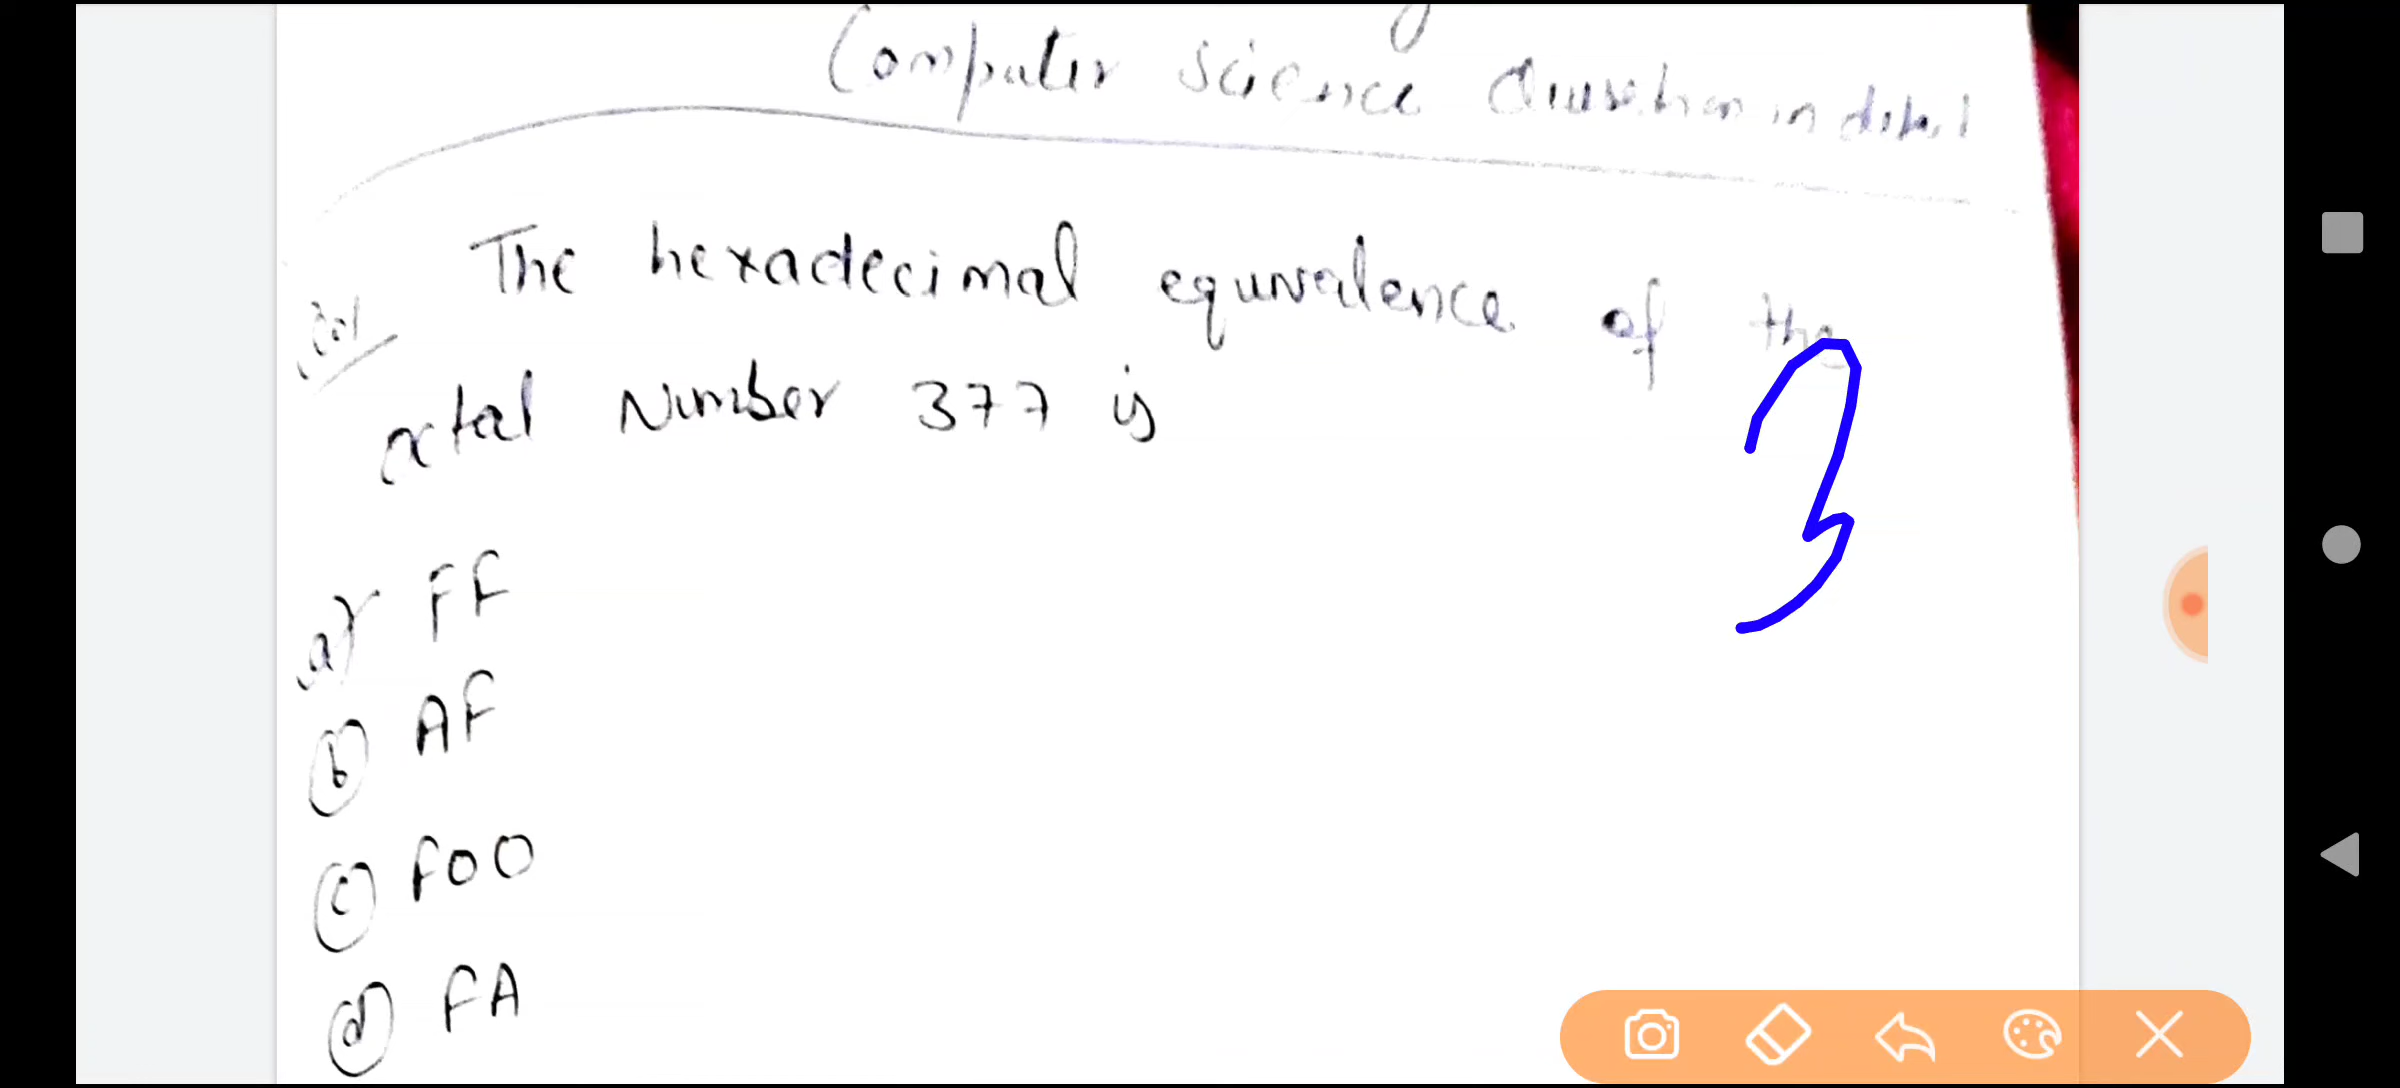 Computer Science Question in detail
The hexadecimal equivalence of the
octal Number 377 is
a) FF
b) AF
c) F00
d) FA
3